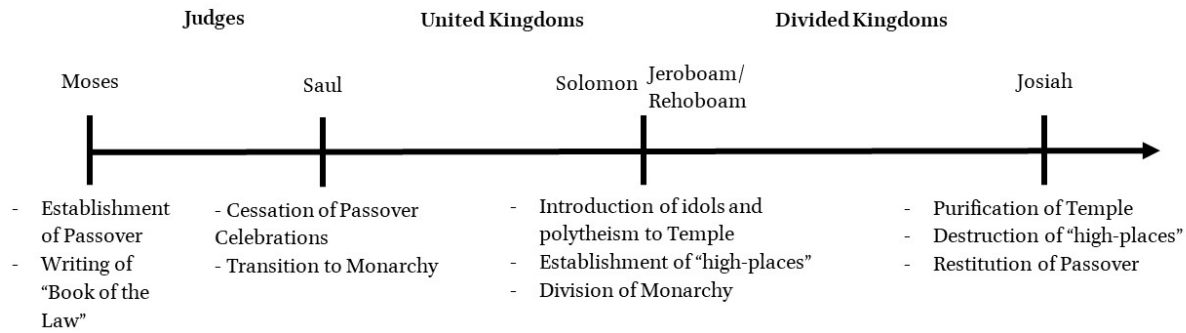 Judges
United Kingdoms
Divided Kingdoms
Moses
Saul
Solomon
Jeroboam/
Rehoboam
Josiah
- Establishment
of Passover
- Writing of
“Book of the
Law”
- Cessation of Passover
Celebrations
- Transition to Monarchy
- Introduction of idols and
polytheism to Temple
- Establishment of “high-places”
- Division of Monarchy
- Purification of Temple
- Destruction of “high-places”
- Restitution of Passover